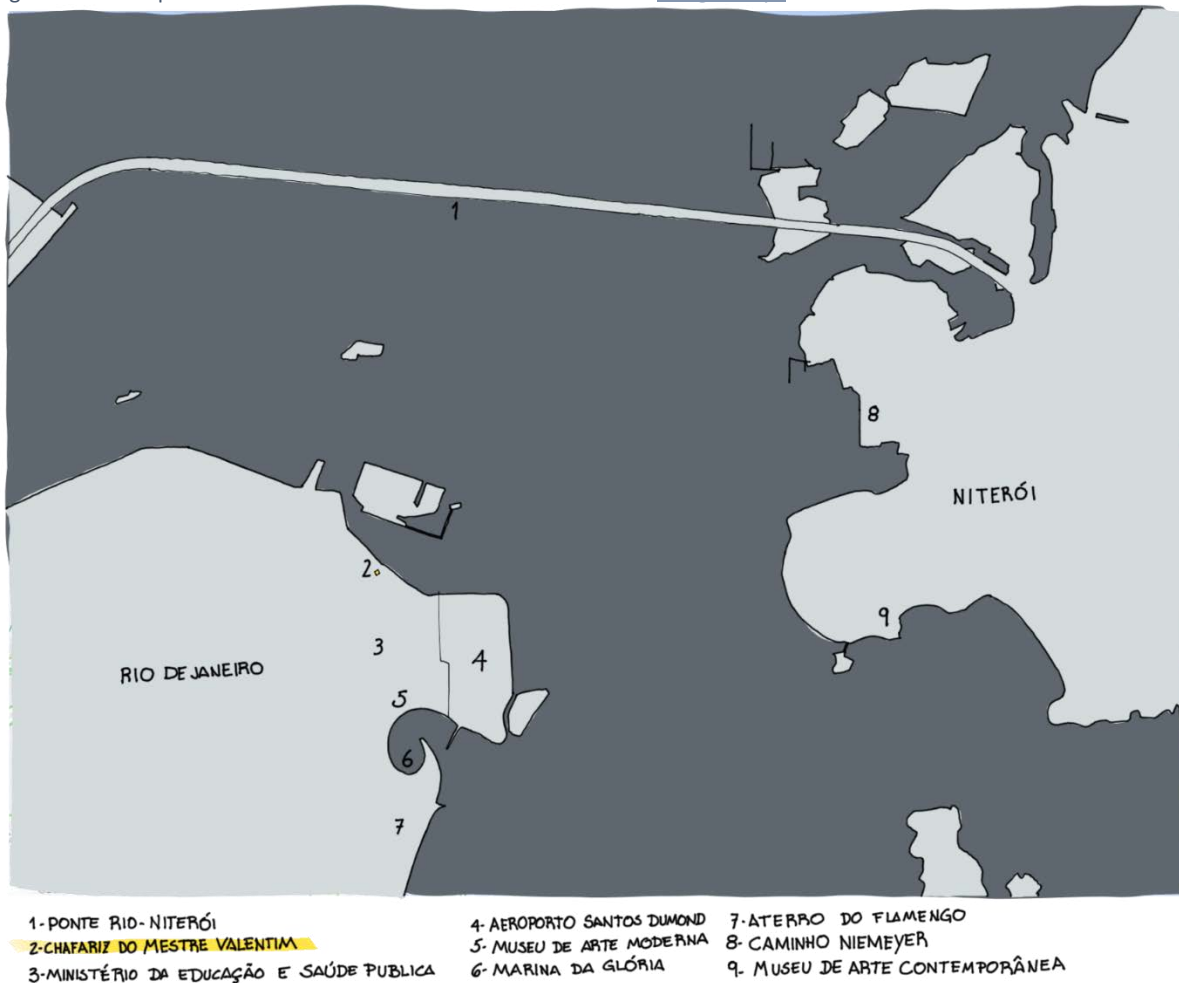 1
8
NITERÓI
2
9
3
RIO DE JANEIRO
4
5
6
7
1-PONTE RIO-NITERÓI
2-CHAFARIZ DO MESTRE VALENTIM
3-MINISTÉRIO DA EDUCAÇÃO E SAÚDE PUBLICA
4-AEROPORTO SANTOS DUMOND
5-MUSEU DE ARTE MODERNA
6-MARINA DA GLÓRIA
7-ATERRO DO FLAMENGO
8-CAMINHO NIEMEYER
9-MUSEU DE ARTE CONTEMPORÂNEA